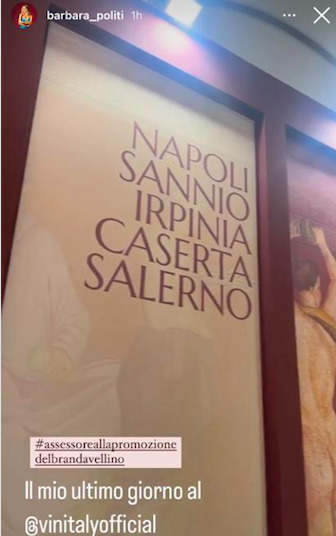 barbara_politi 1h
NAPOLI
SANNIO
IRPINIA
CASERTA
SALERNO
#assessoreallapromozione
delbrandavellino
Il mio ultimo giorno al
@vinitalyofficial